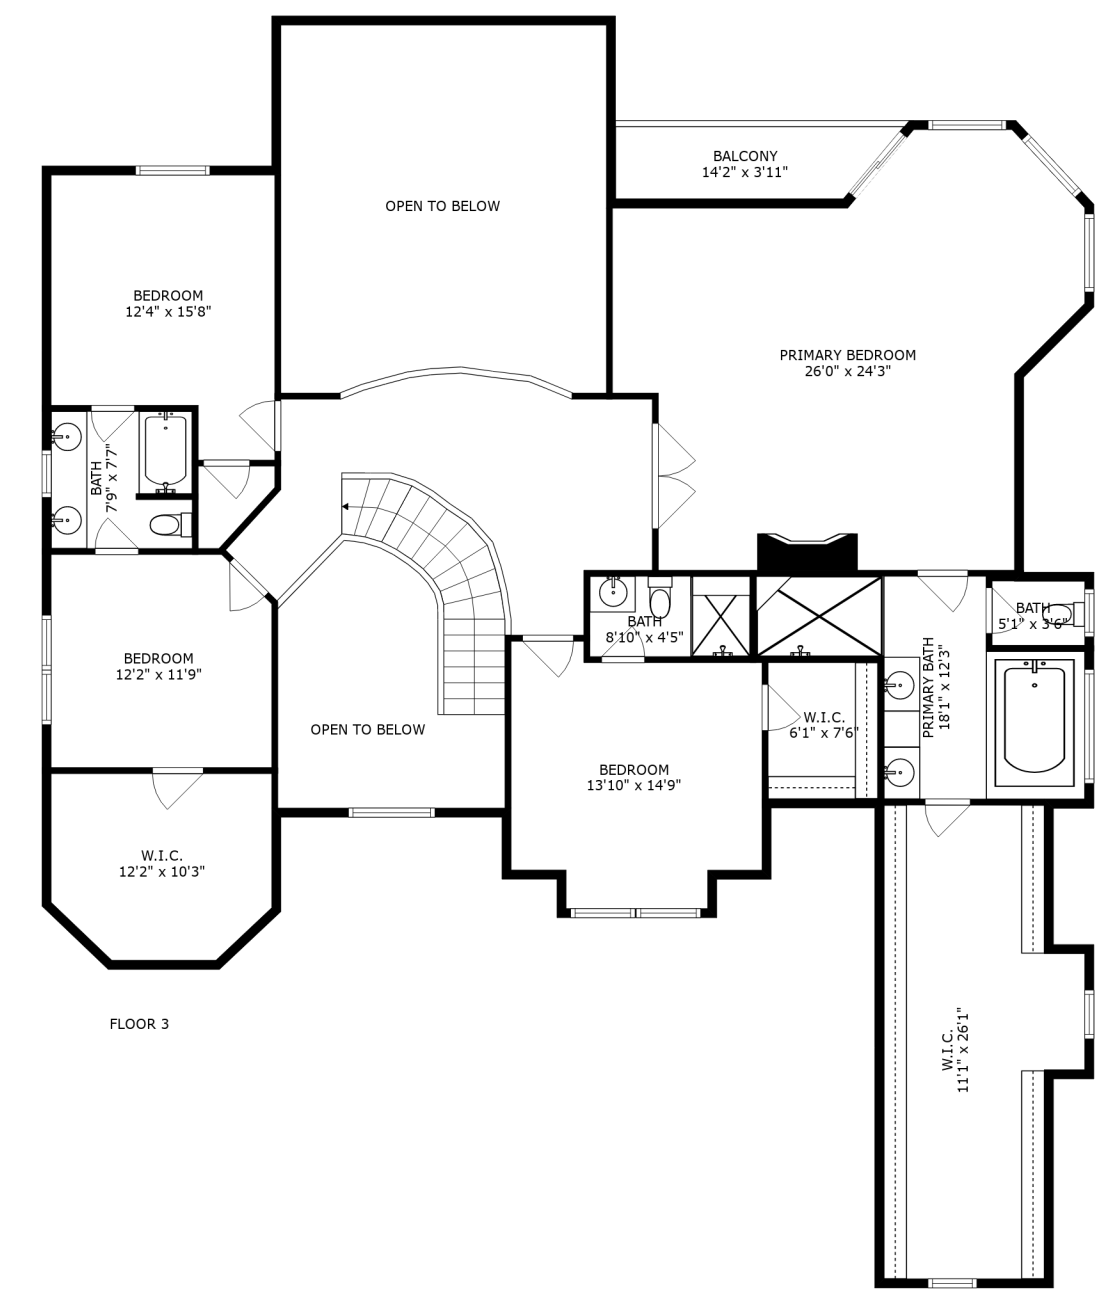 BALCONY
14'2" x 3'11"
OPEN TO BELOW
BEDROOM
12'4" x 15'8"
PRIMARY BEDROOM
26'0" x 24'3"
BATH
7'9" x 7'7"
BATH
8'10" x 4'5"
BATH
5'1" x 3'6"
PRIMARY BATH
18'1" x 12'3"
BEDROOM
12'2" x 11'9"
W.I.C.
6'1" x 7'6"
OPEN TO BELOW
BEDROOM
13'10" x 14'9"
W.I.C.
12'2" x 10'3"
FLOOR 3
W.I.C.
11'1" x 26'1"